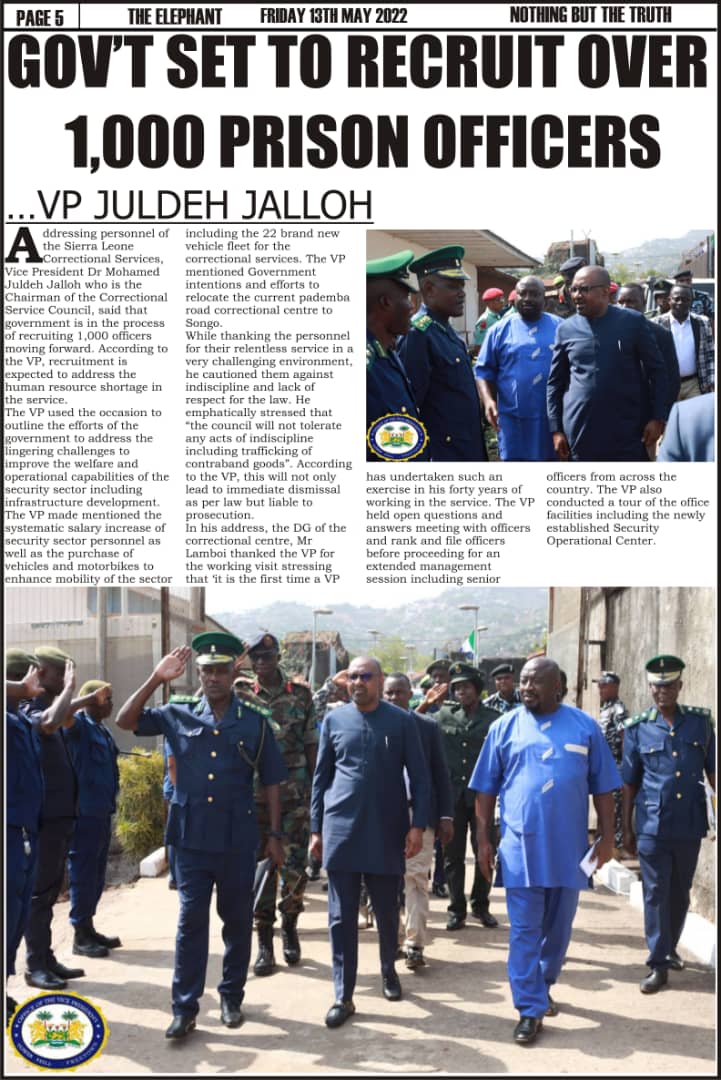 PAGE 5
THE ELEPHANT
FRIDAY 13TH MAY 2022
NOTHING BUT THE TRUTH
GOV'T SET TO RECRUIT OVER
1,000 PRISON OFFICERS
...VP JULDEH JALLOH
Addressing personnel of
the Sierra Leone
Correctional Services,
Vice President Dr Mohamed
Juldeh Jalloh who is the
Chairman of the Correctional
Service Council, said that
government is in the process
of recruiting 1,000 officers
moving forward. According to
the VP, recruitment is
expected to address the
human resource shortage in
the service.
The VP used the occasion to
outline the efforts of the
government to address the
lingering challenges to
improve the welfare and
operational capabilities of the
security sector including
infrastructure development.
The VP made mentioned the
systematic salary increase of
security sector personnel as
well as the purchase of
vehicles and motorbikes to
enhance mobility of the sector
including the 22 brand new
vehicle fleet for the
correctional services. The VP
mentioned Government
intentions and efforts to
relocate the current pademba
road correctional centre to
Songo.
While thanking the personnel
for their relentless service in a
very challenging environment,
he cautioned them against
indiscipline and lack of
respect for the law. He
emphatically stressed that
“the council will not tolerate
any acts of indiscipline
including trafficking of
contraband goods”. According
to the VP, this will not only
lead to immediate dismissal
as per law but liable to
prosecution.
In his address, the DG of the
correctional centre, Mr
Lamboi thanked the VP for
the working visit stressing
that ‘it is the first time a VP
has undertaken such an
exercise in his forty years of
working in the service. The VP
held open questions and
answers meeting with officers
and rank and file officers
before proceeding for an
extended management
session including senior
officers from across the
country. The VP also
conducted a tour of the office
facilities including the newly
established Security
Operational Center.
OFFICE OF THE VICE PRESIDENT
FREETOWN